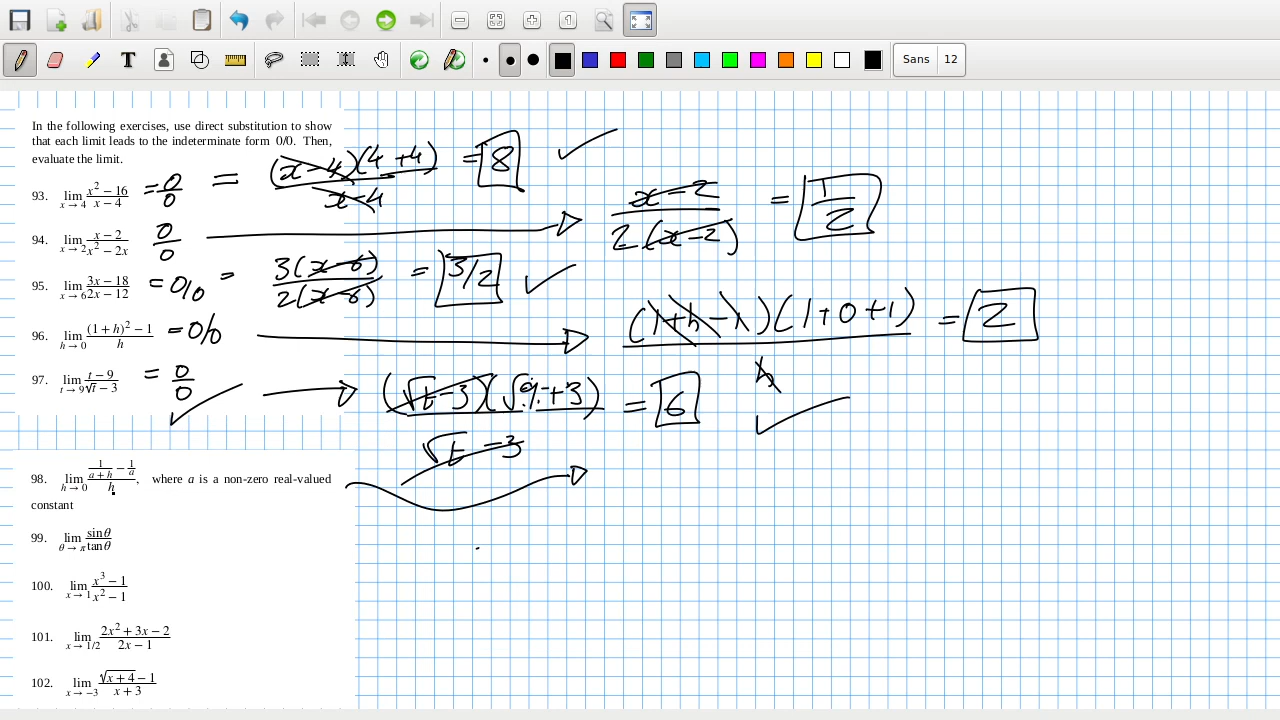 Sans 12
In the following exercises, use direct substitution to show
that each limit leads to the indeterminate form 0/0. Then,
evaluate the limit.
93. lim x → 4 (x² − 16)/(x − 4) = 0/0 = (x−4)(4+4)/(x−4) = 8
94. lim x → 2 (x − 2)/(x² − 2x) 0/0 (x−2)/(2(x−2)) = 1/2
95. lim x → 6 (3x − 18)/(2x − 12) = 0/0 = 3(x−6)/(2(x−6)) = 3/2
96. lim h → 0 ((1 + h)² − 1)/h = 0/0 (1+h−1)(1+0+1)/h = 2
97. lim t → 9 (t − 9)/(√t − 3) = 0/0 (√t−3)(√9+3)/(√t−3) = 6
98. lim h → 0 (1/(a + h) − 1/a)/h, where a is a non-zero real-valued
constant
99. lim θ → π sinθ/tanθ
100. lim x → 1 (x³ − 1)/(x² − 1)
101. lim x → 1/2 (2x² + 3x − 2)/(2x − 1)
102. lim x → −3 (√(x + 4) − 1)/(x + 3)